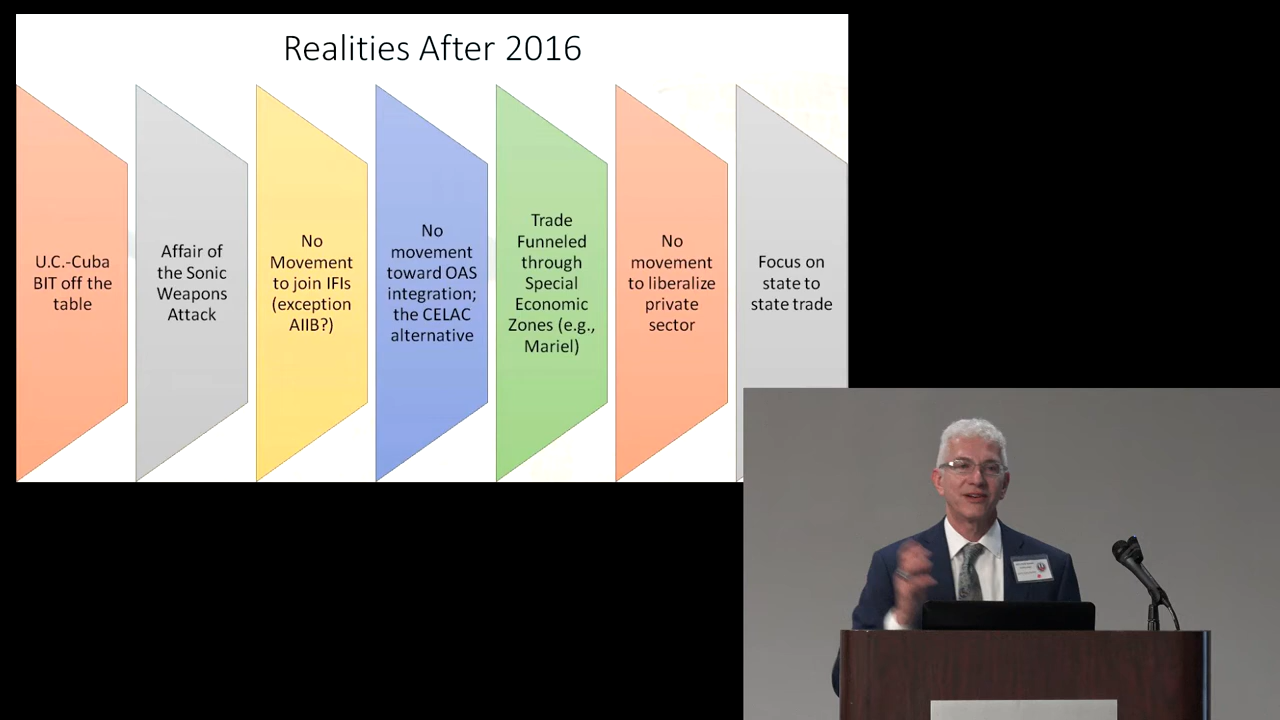 Realities After 2016
U.C.-Cuba
BIT off the
table
Affair of
the Sonic
Weapons
Attack
No
Movement
to join IFIs
(exception
AIIB?)
No
movement
toward OAS
integration;
the CELAC
alternative
Trade
Funneled
through
Special
Economic
Zones (e.g.,
Mariel)
No
movement
to liberalize
private
sector
Focus on
state to
state trade